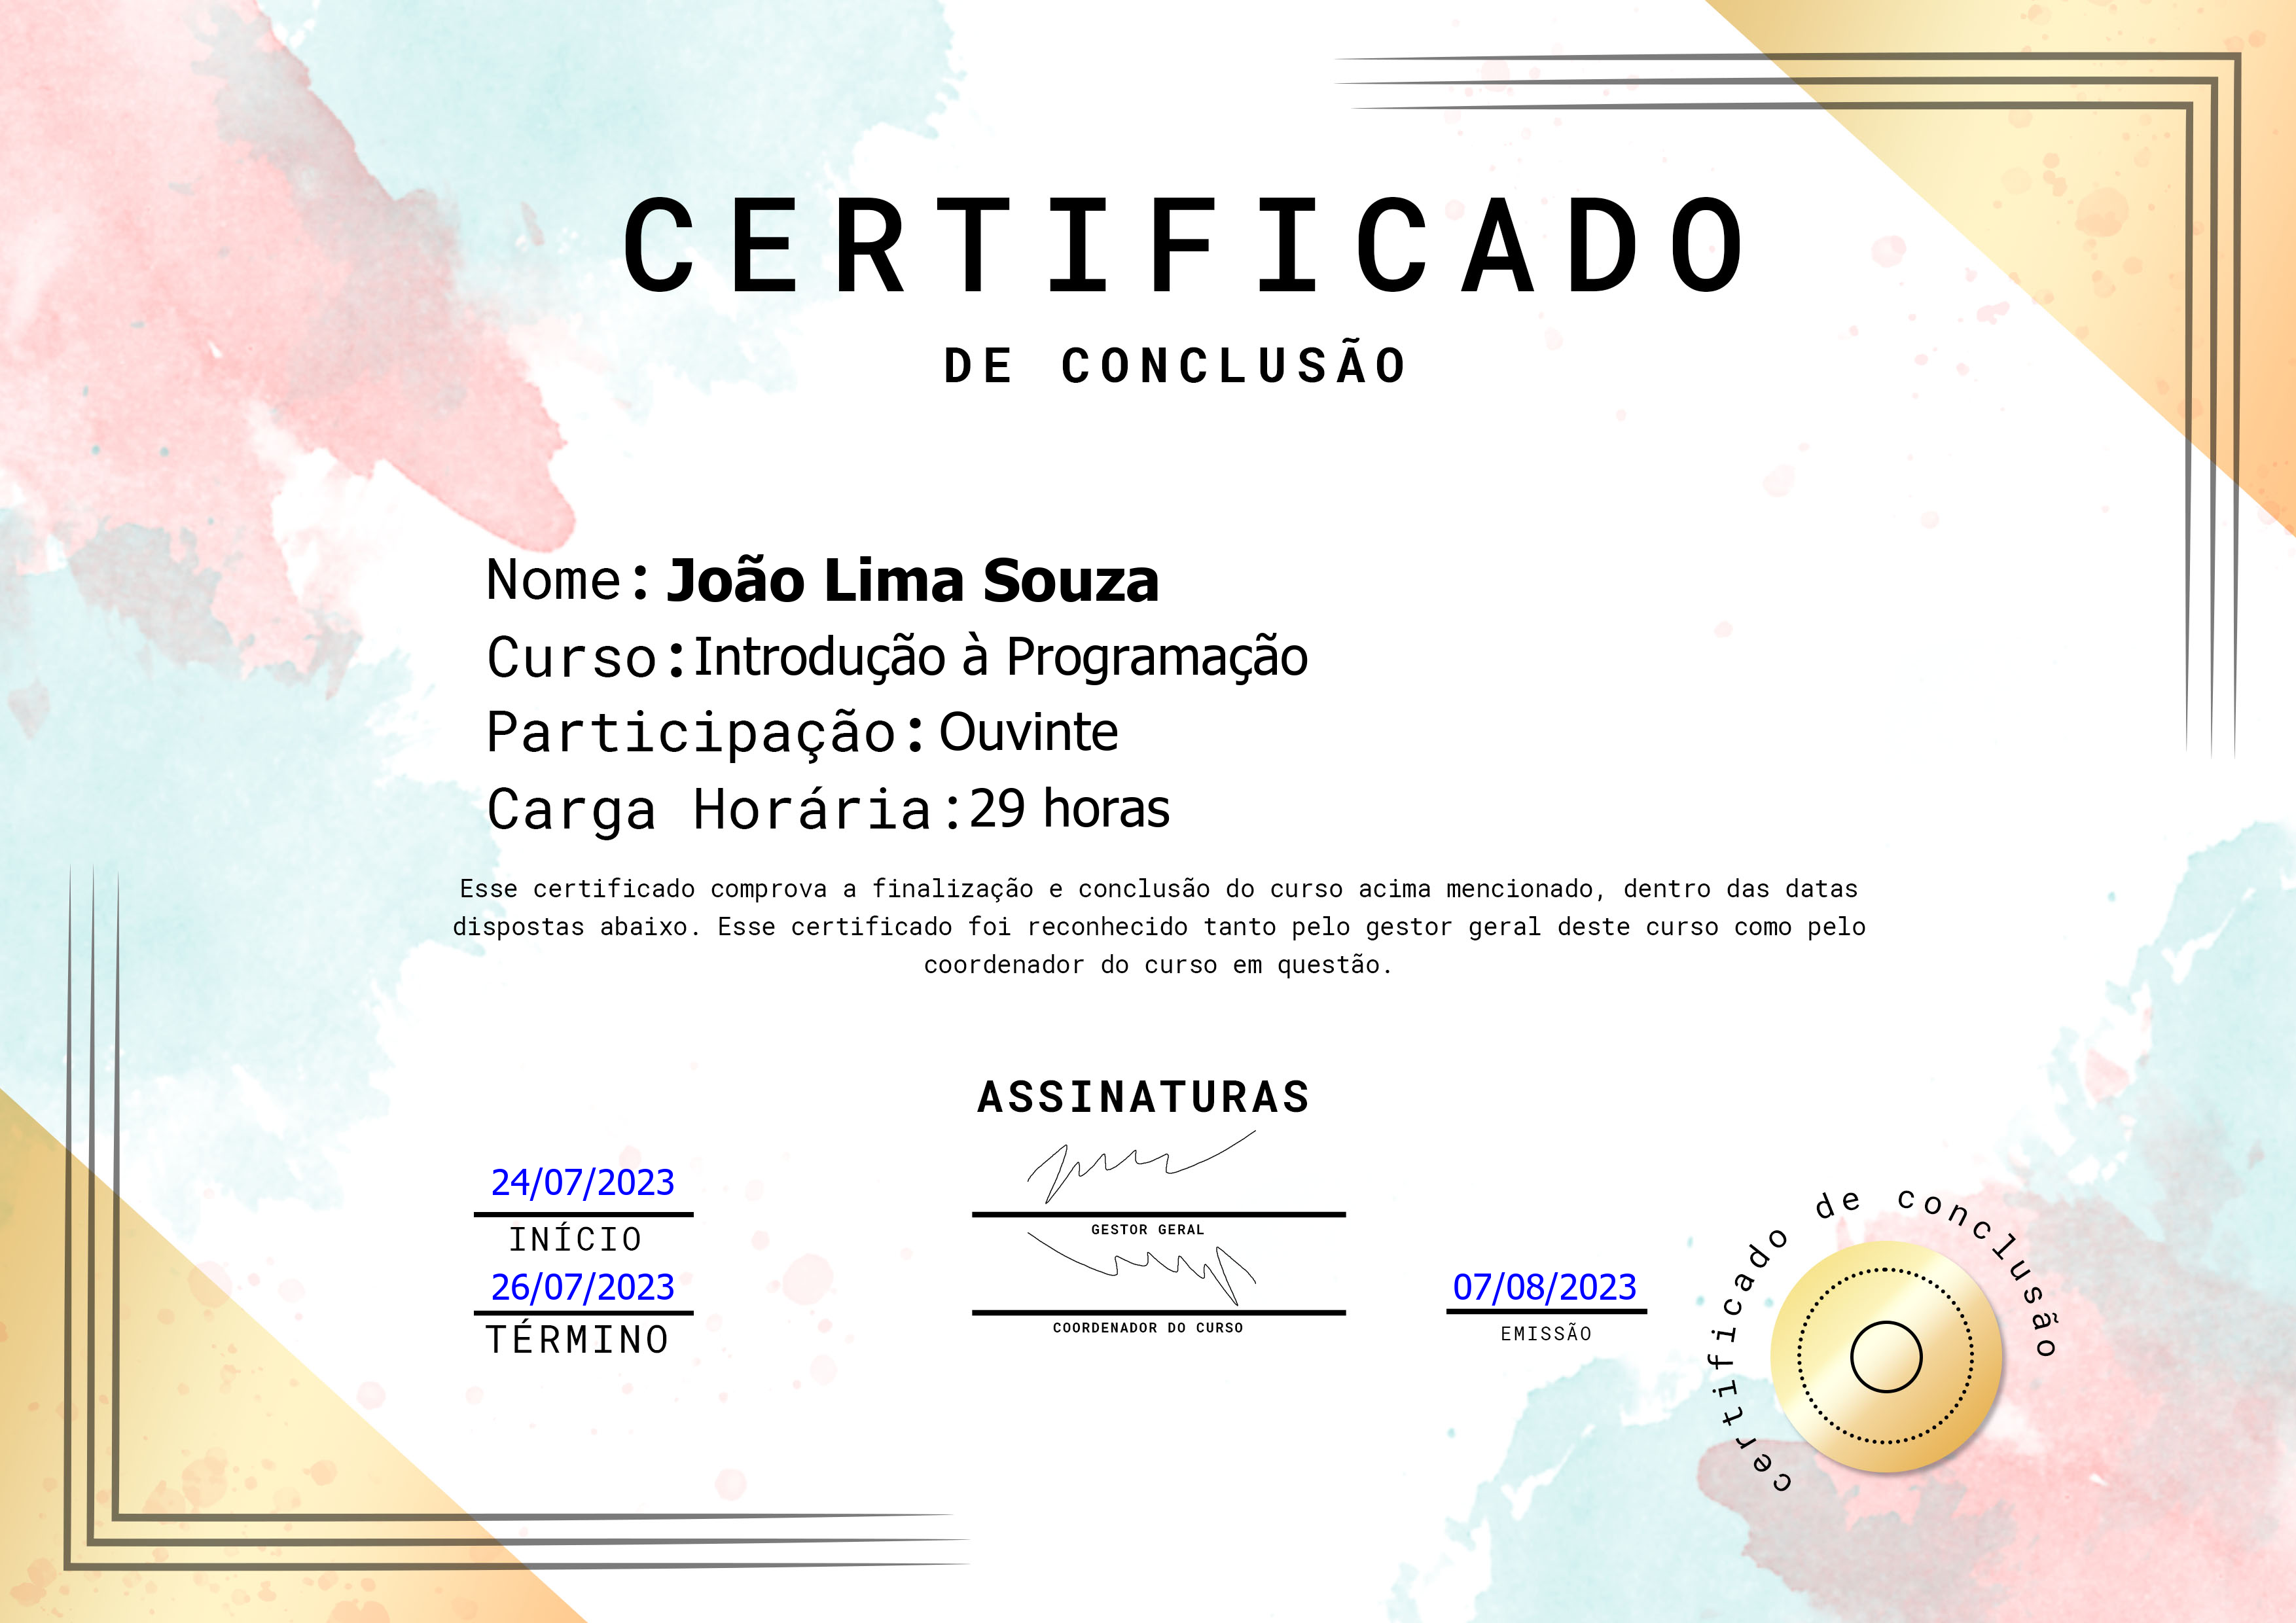 CERTIFICADO
DE CONCLUSÃO
Nome: João Lima Souza
Curso:Introdução à Programação
Participação: Ouvinte
Carga Horária:29 horas
Esse certificado comprova a finalização e conclusão do curso acima mencionado, dentro das datas
dispostas abaixo. Esse certificado foi reconhecido tanto pelo gestor geral deste curso como pelo
coordenador do curso em questão.
ASSINATURAS
24/07/2023
INÍCIO
GESTOR GERAL
26/07/2023
TÉRMINO
COORDENADOR DO CURSO
07/08/2023
EMISSÃO
certificado de conclusão